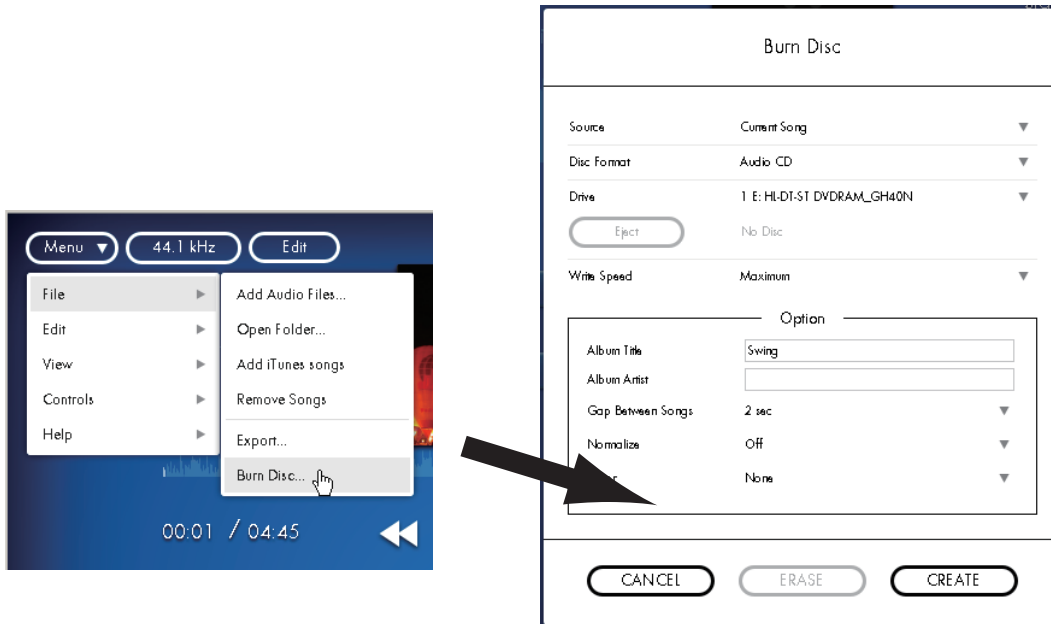 Menu ▼ 44.1 kHz Edit
File
Edit
View
Controls
Help
Add Audio Files...
Open Folder...
Add iTunes songs
Remove Songs
Export...
Burn Disc...
00:01 / 04:45
Burn Disc
Source Current Song
Disc Format Audio CD
Drive 1 E: HL-DT-ST DVDRAM_GH40N
Eject No Disc
Write Speed Maximum
Option
Album Title Swing
Album Artist
Gap Between Songs 2 sec
Normalize Off
None
CANCEL ERASE CREATE